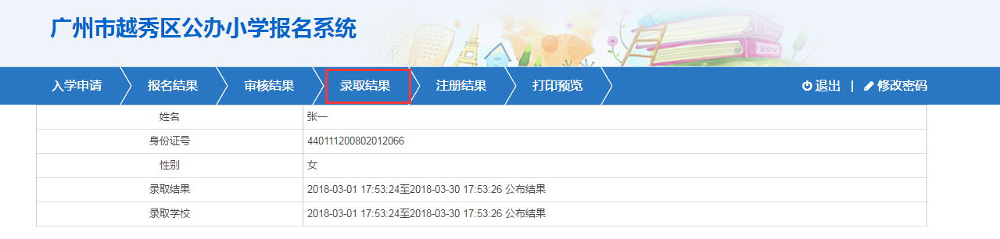 广州市越秀区公办小学报名系统
EDU
入学申请 报名结果 审核结果 录取结果 注册结果 打印预览 退出 | 修改密码
姓名 张一
身份证号 440111200802012066
性别 女
录取结果 2018-03-01 17:53:24至2018-03-30 17:53:26 公布结果
录取学校 2018-03-01 17:53:24至2018-03-30 17:53:26 公布结果